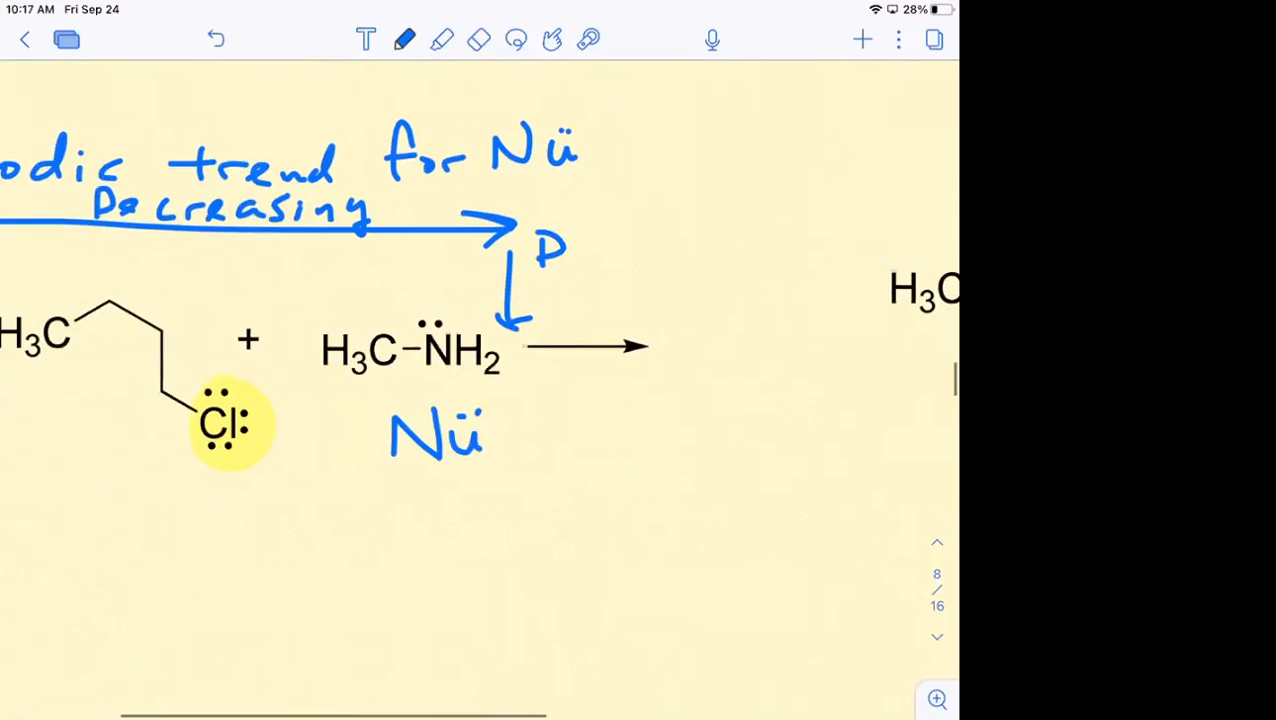 10:17 AM Fri Sep 24
28%
T
odic trend for Nü
Decreasing
D
H₃C
Cl
+
H₃C–NH₂
H₃C
Nü
8
/
16